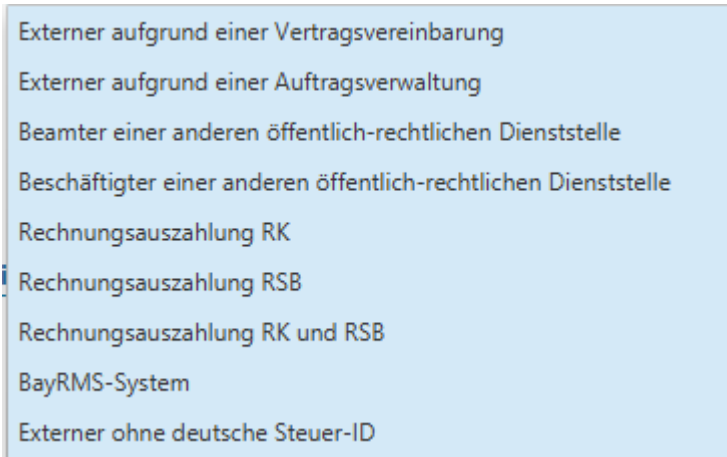 Externer aufgrund einer Vertragsvereinbarung
Externer aufgrund einer Auftragsverwaltung
Beamter einer anderen öffentlich-rechtlichen Dienststelle
Beschäftigter einer anderen öffentlich-rechtlichen Dienststelle
Rechnungsauszahlung RK
Rechnungsauszahlung RSB
Rechnungsauszahlung RK und RSB
BayRMS-System
Externer ohne deutsche Steuer-ID